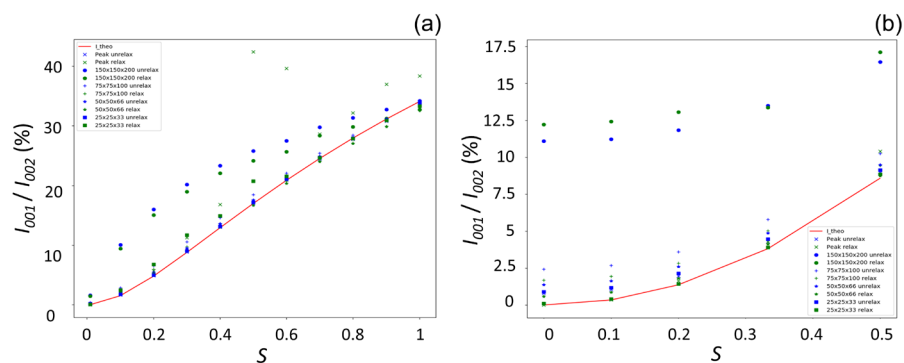 (a)
I001 / I002 (%)
40
30
20
10
0
I_theo
Peak unrelax
Peak relax
150x150x200 unrelax
150x150x200 relax
75x75x100 unrelax
75x75x100 relax
50x50x66 unrelax
50x50x66 relax
25x25x33 unrelax
25x25x33 relax
0 0.2 0.4 0.6 0.8 1
S
(b)
I001 / I002 (%)
17.5
15
12.5
10
7.5
5
2.5
0
I_theo
Peak unrelax
Peak relax
150x150x200 unrelax
150x150x200 relax
75x75x100 unrelax
75x75x100 relax
50x50x66 unrelax
50x50x66 relax
25x25x33 unrelax
25x25x33 relax
0 0.1 0.2 0.3 0.4 0.5
S